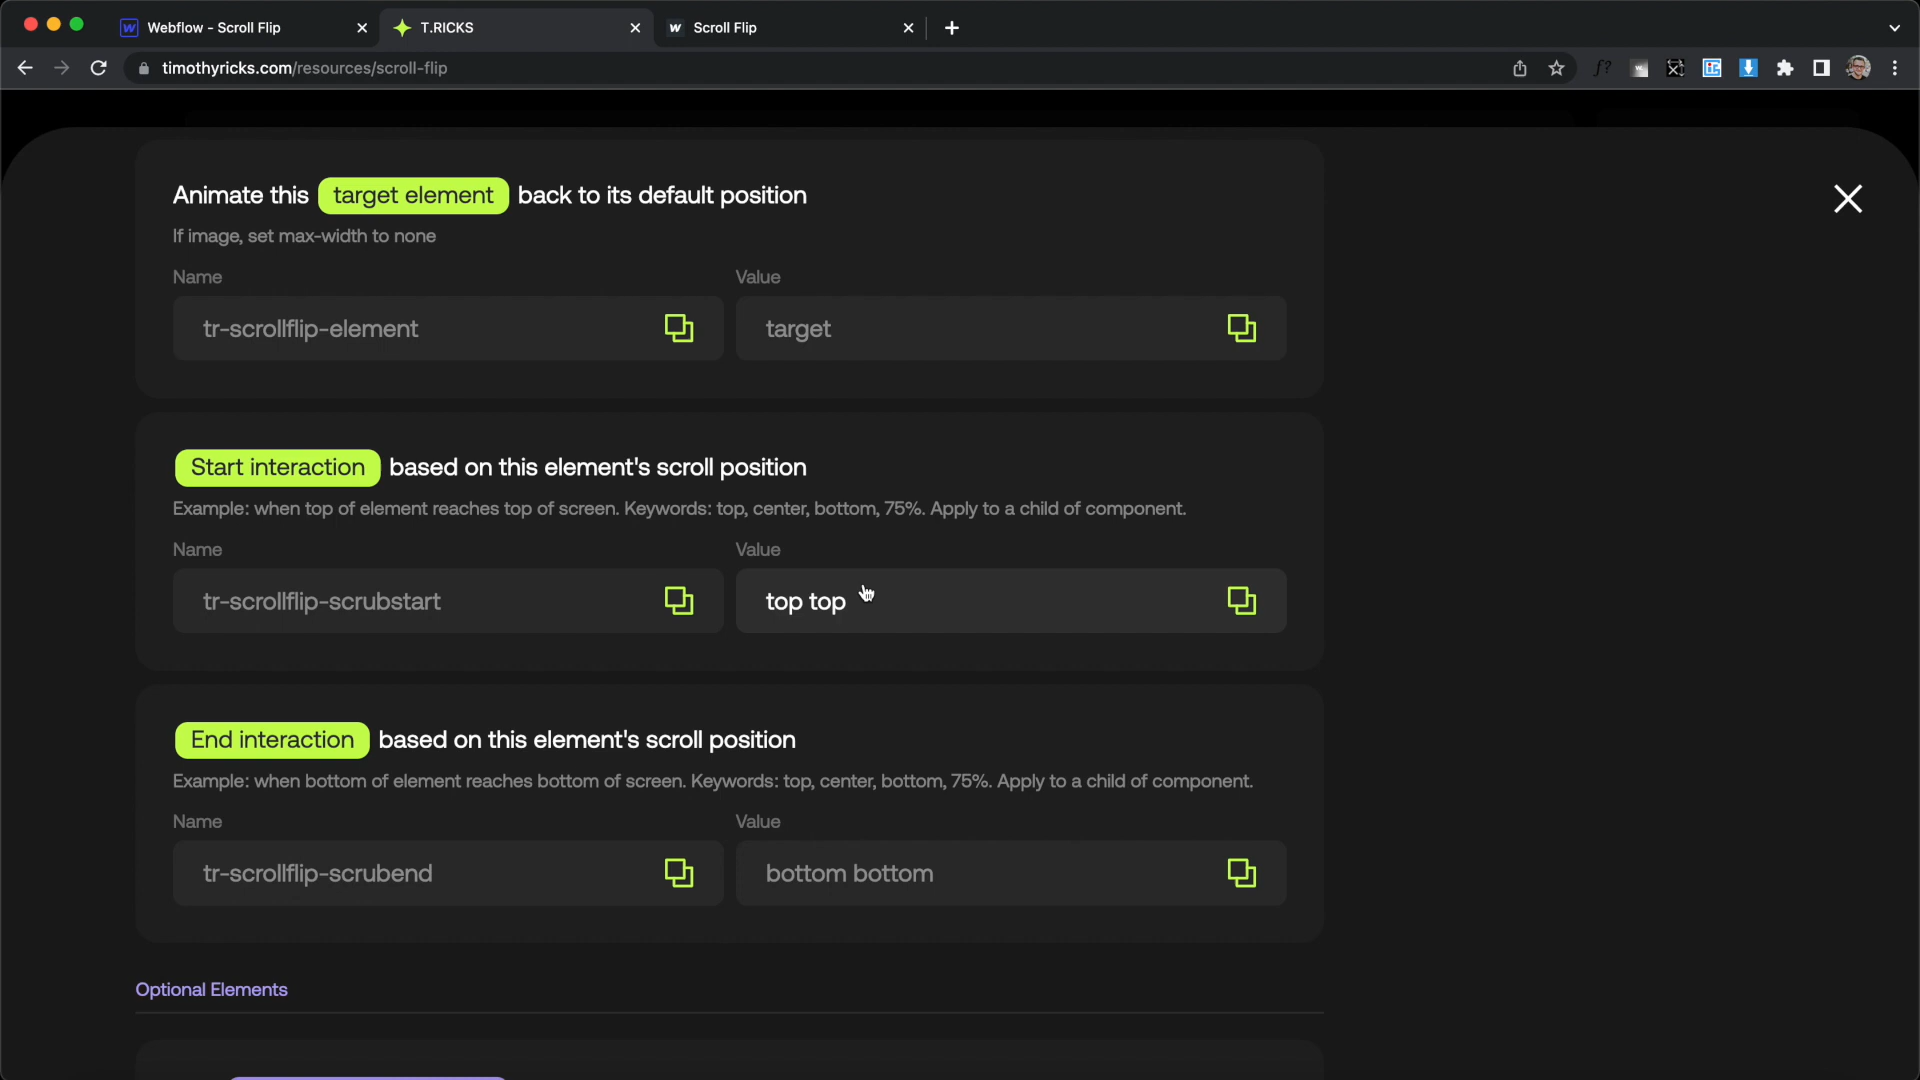 Webflow - Scroll Flip
T.RICKS
Scroll Flip
timothyricks.com/resources/scroll-flip
Animate this target element back to its default position
If image, set max-width to none
Name
Value
tr-scrollflip-element
target
Start interaction based on this element's scroll position
Example: when top of element reaches top of screen. Keywords: top, center, bottom, 75%. Apply to a child of component.
Name
Value
tr-scrollflip-scrubstart
top top
End interaction based on this element's scroll position
Example: when bottom of element reaches bottom of screen. Keywords: top, center, bottom, 75%. Apply to a child of component.
Name
Value
tr-scrollflip-scrubend
bottom bottom
Optional Elements